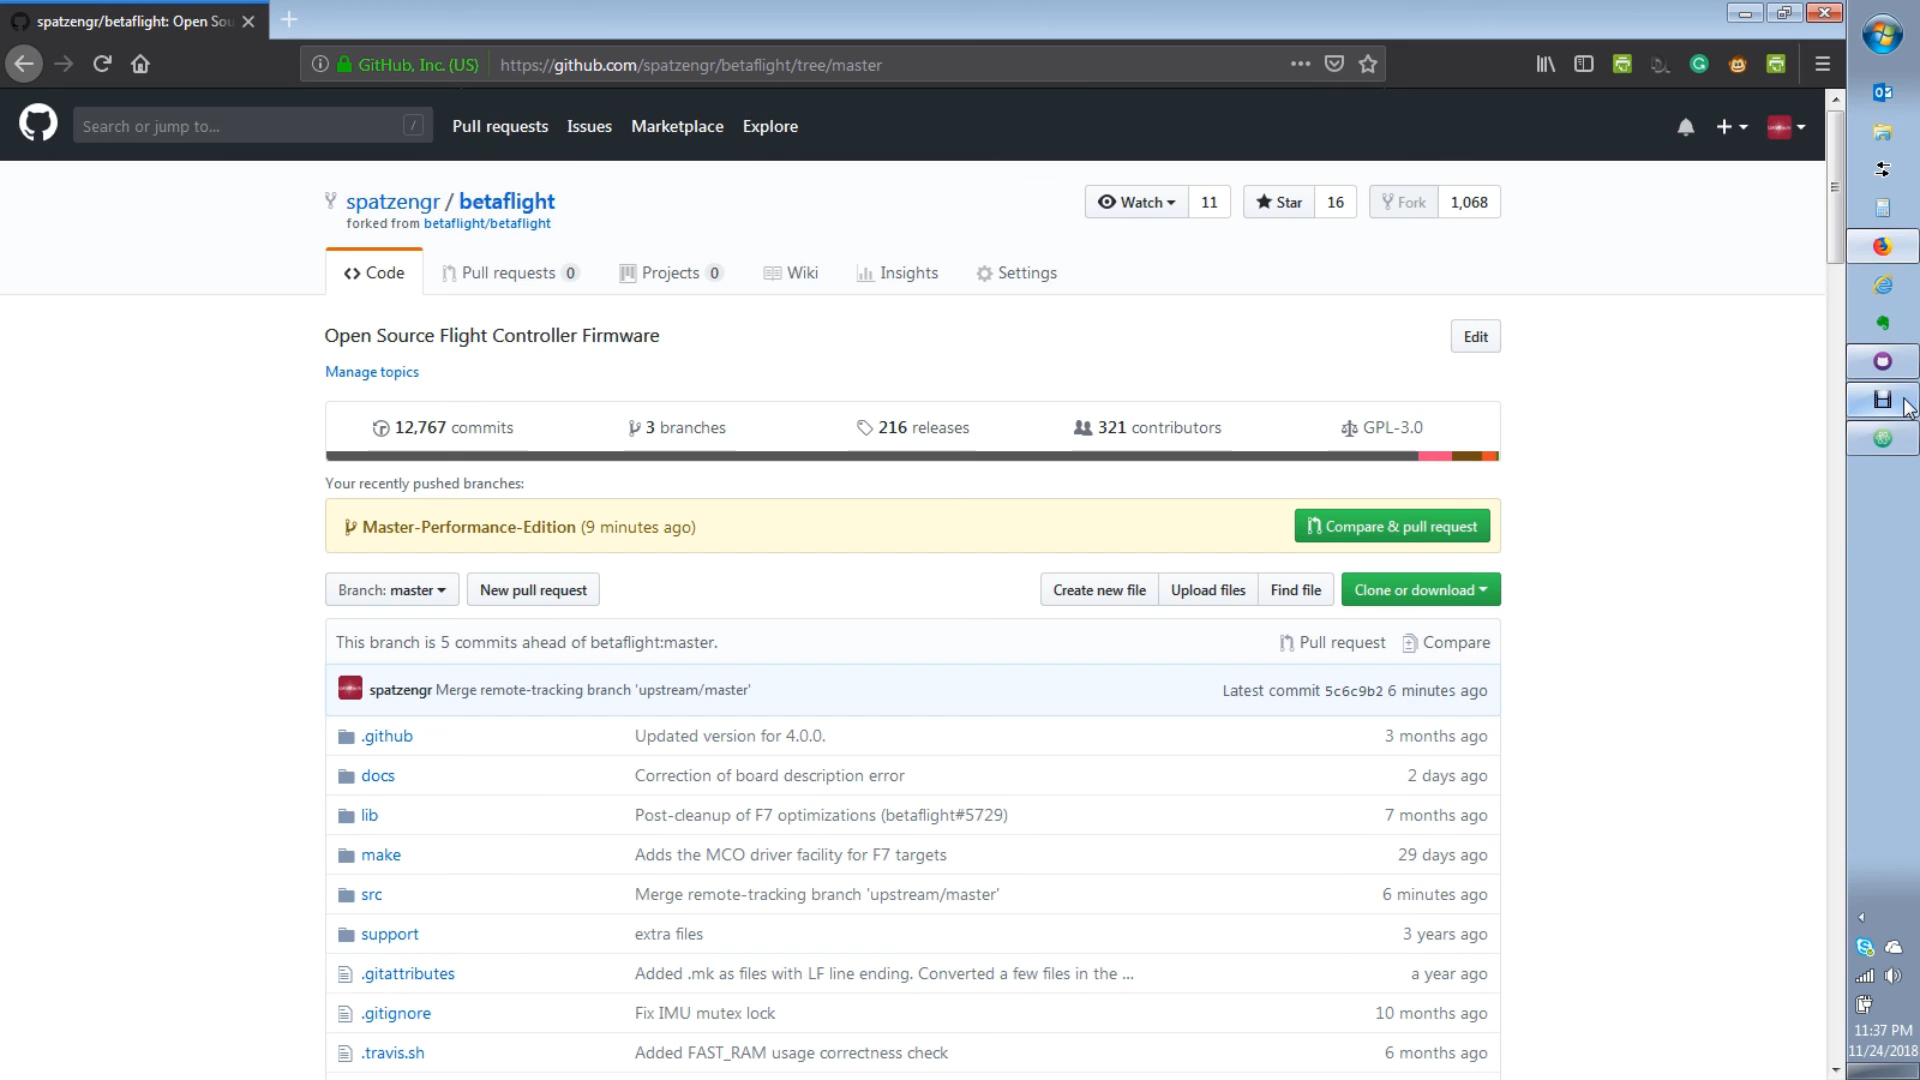 spatzengr/betaflight: Open Sou
GitHub, Inc. (US) https://github.com/spatzengr/betaflight/tree/master
Search or jump to... / Pull requests Issues Marketplace Explore
spatzengr / betaflight
forked from betaflight/betaflight
Watch 11 Star 16 Fork 1,068
Code Pull requests 0 Projects 0 Wiki Insights Settings
Open Source Flight Controller Firmware Edit
Manage topics
12,767 commits 3 branches 216 releases 321 contributors GPL-3.0
Your recently pushed branches:
Master-Performance-Edition (9 minutes ago) Compare & pull request
Branch: master New pull request Create new file Upload files Find file Clone or download
This branch is 5 commits ahead of betaflight:master. Pull request Compare
spatzengr Merge remote-tracking branch 'upstream/master' Latest commit 5c6c9b2 6 minutes ago
.github Updated version for 4.0.0. 3 months ago
docs Correction of board description error 2 days ago
lib Post-cleanup of F7 optimizations (betaflight#5729) 7 months ago
make Adds the MCO driver facility for F7 targets 29 days ago
src Merge remote-tracking branch 'upstream/master' 6 minutes ago
support extra files 3 years ago
.gitattributes Added .mk as files with LF line ending. Converted a few files in the ... a year ago
.gitignore Fix IMU mutex lock 10 months ago
.travis.sh Added FAST_RAM usage correctness check 6 months ago
11:37 PM
11/24/2018